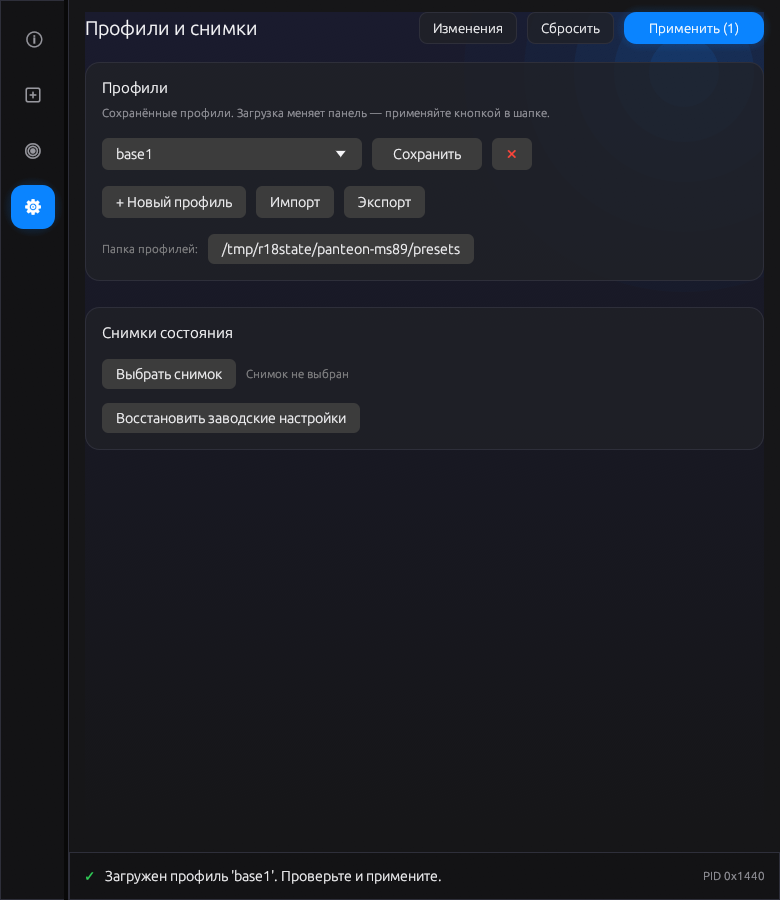 Профили и снимки
Изменения
Сбросить
Применить (1)
Профили
Сохранённые профили. Загрузка меняет панель — применяйте кнопкой в шапке.
base1
Сохранить
✕
+ Новый профиль
Импорт
Экспорт
Папка профилей:
/tmp/r18state/panteon-ms89/presets
Снимки состояния
Выбрать снимок
Снимок не выбран
Восстановить заводские настройки
✓ Загружен профиль 'base1'. Проверьте и примените.
PID 0x1440